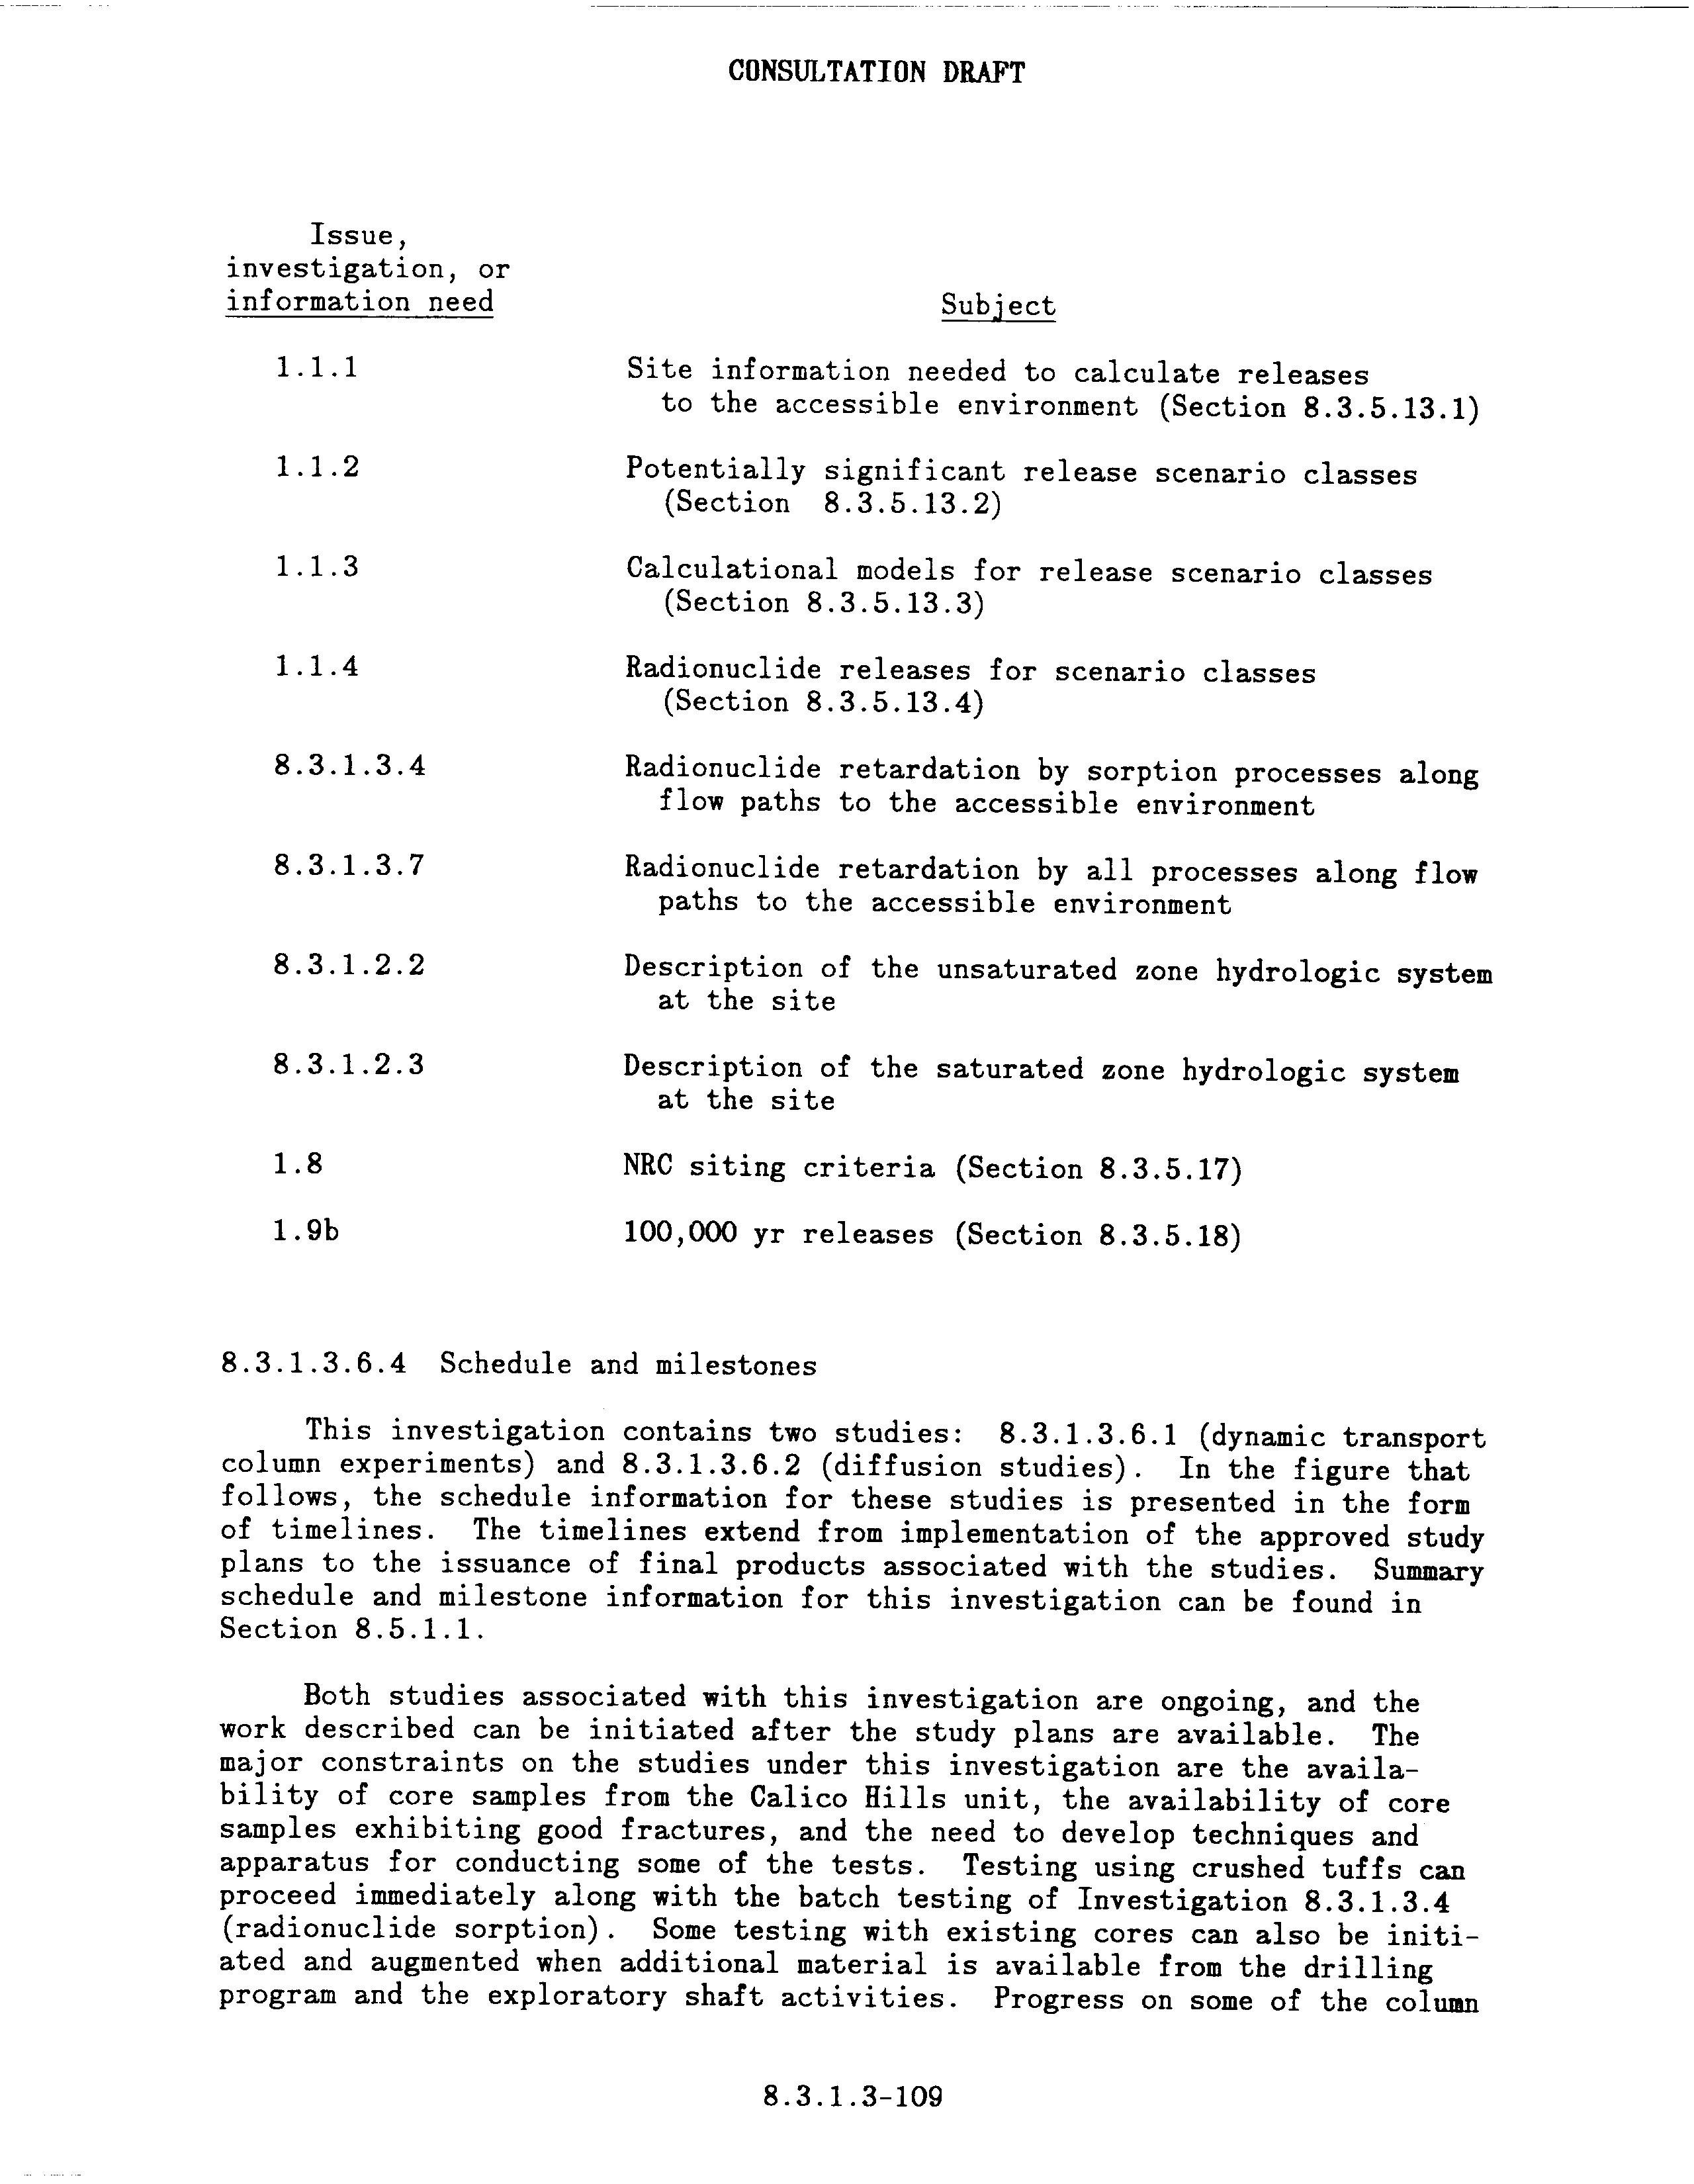 CONSULTATION DRAFT
Issue,
investigation, or
information need
Subject
1.1.1 Site information needed to calculate releases
to the accessible environment (Section 8.3.5.13.1)
1.1.2 Potentially significant release scenario classes
(Section 8.3.5.13.2)
1.1.3 Calculational models for release scenario classes
(Section 8.3.5.13.3)
1.1.4 Radionuclide releases for scenario classes
(Section 8.3.5.13.4)
8.3.1.3.4 Radionuclide retardation by sorption processes along
flow paths to the accessible environment
8.3.1.3.7 Radionuclide retardation by all processes along flow
paths to the accessible environment
8.3.1.2.2 Description of the unsaturated zone hydrologic system
at the site
8.3.1.2.3 Description of the saturated zone hydrologic system
at the site
1.8 NRC siting criteria (Section 8.3.5.17)
1.9b 100,000 yr releases (Section 8.3.5.18)
8.3.1.3.6.4 Schedule and milestones
This investigation contains two studies: 8.3.1.3.6.1 (dynamic transport
column experiments) and 8.3.1.3.6.2 (diffusion studies). In the figure that
follows, the schedule information for these studies is presented in the form
of timelines. The timelines extend from implementation of the approved study
plans to the issuance of final products associated with the studies. Summary
schedule and milestone information for this investigation can be found in
Section 8.5.1.1.
Both studies associated with this investigation are ongoing, and the
work described can be initiated after the study plans are available. The
major constraints on the studies under this investigation are the availa-
bility of core samples from the Calico Hills unit, the availability of core
samples exhibiting good fractures, and the need to develop techniques and
apparatus for conducting some of the tests. Testing using crushed tuffs can
proceed immediately along with the batch testing of Investigation 8.3.1.3.4
(radionuclide sorption). Some testing with existing cores can also be initi-
ated and augmented when additional material is available from the drilling
program and the exploratory shaft activities. Progress on some of the column
8.3.1.3-109